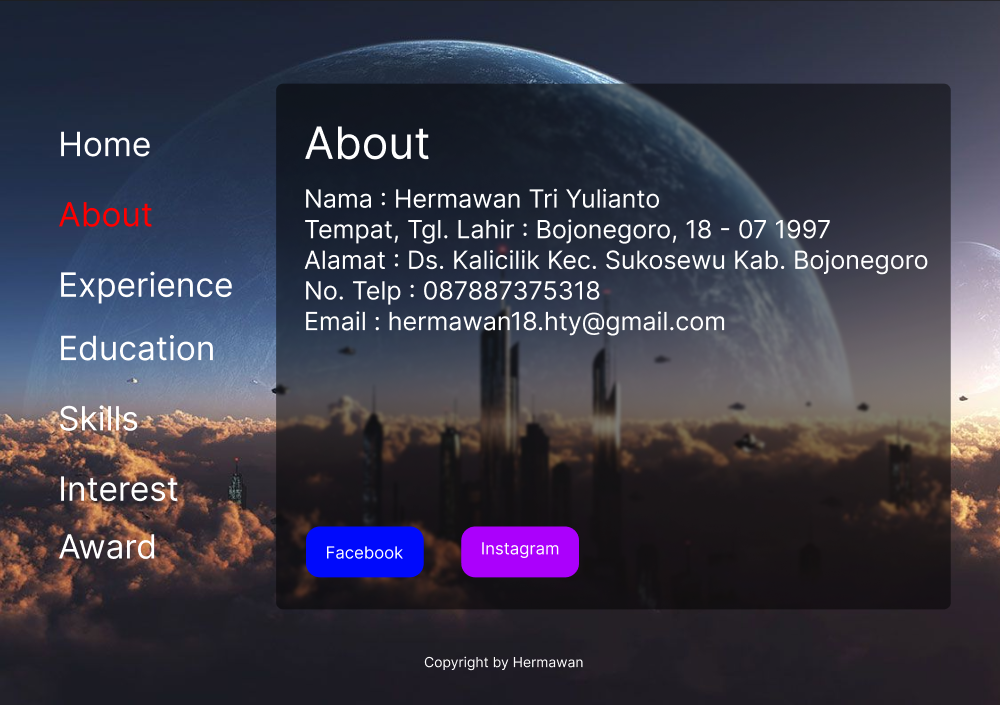 Home
About
Experience
Education
Skills
Interest
Award
About
Nama : Hermawan Tri Yulianto
Tempat, Tgl. Lahir : Bojonegoro, 18 - 07 1997
Alamat : Ds. Kalicilik Kec. Sukosewu Kab. Bojonegoro
No. Telp : 087887375318
Email : hermawan18.hty@gmail.com
Facebook
Instagram
Copyright by Hermawan